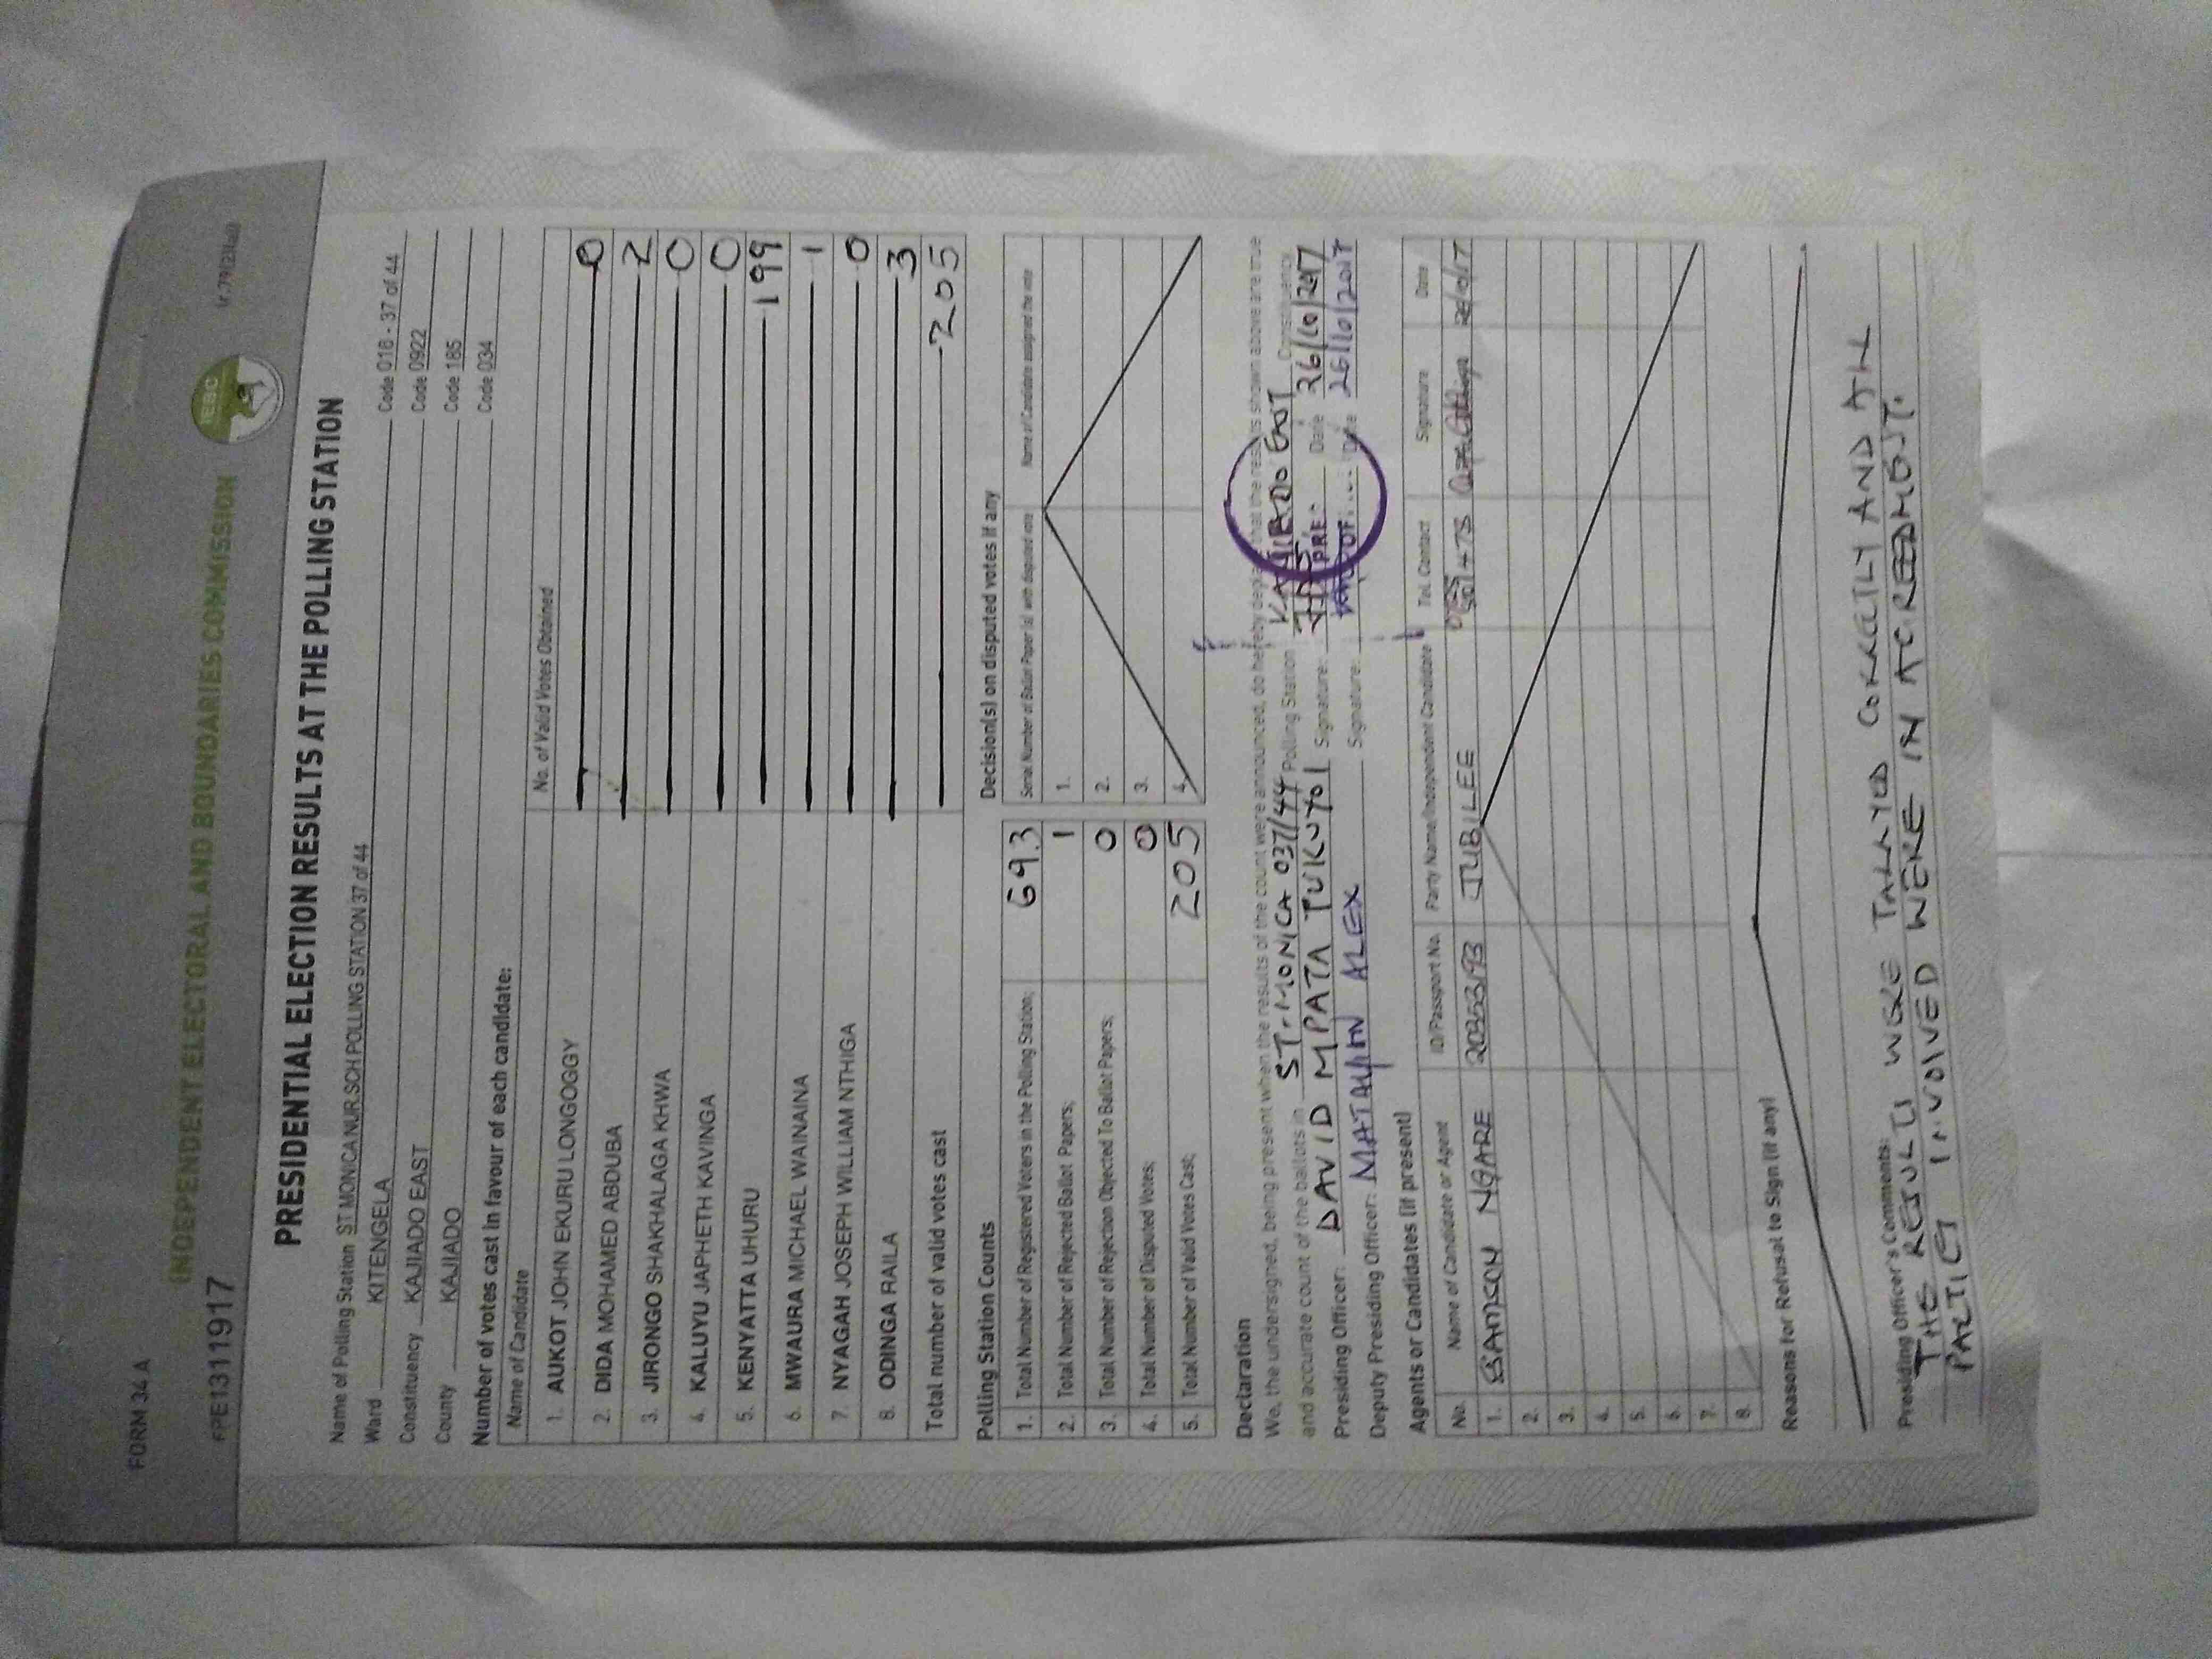 FORM 34 A
INDEPENDENT ELECTORAL AND BOUNDARIES COMMISSION
IEBC
FPE1311917
PRESIDENTIAL ELECTION RESULTS AT THE POLLING STATION
Name of Polling Station ST MONICA NUR.SCH POLLING STATION 37 of 44 Code 018 - 37 of 44
Ward KITENGELA Code 0922
Constituency KAJIADO EAST Code 185
County KAJIADO Code 034
Number of votes cast in favour of each candidate:
Name of Candidate No. of Valid Votes Obtained
1. AUKOT JOHN EKURU LONGOGGY 0
2. DIDA MOHAMED ABDUBA 2
3. JIRONGO SHAKHALAGA KHWA 0
4. KALUYU JAPHETH KAVINGA 0
5. KENYATTA UHURU 199
6. MWAURA MICHAEL WAINAINA 1
7. NYAGAH JOSEPH WILLIAM NTHIGA 0
8. ODINGA RAILA 3
Total number of valid votes cast 205
Polling Station Counts
1. Total Number of Registered Voters in the Polling Station; 693
2. Total Number of Rejected Ballot Papers; 1
3. Total Number of Rejection Objected To Ballot Papers; 0
4. Total Number of Disputed Votes; 0
5. Total Number of Valid Votes Cast; 205
Decision(s) on disputed votes if any
Serial Number of Ballot Paper (s) with disputed vote Name of Candidate assigned the vote
1.
2.
3.
4.
Declaration
We, the undersigned, being present when the results of the count were announced, do hereby declare that the results shown above are true
and accurate count of the ballots in ST. MONICA 037/44 Polling Station KAJIADO EAST Constituency
Presiding Officer: DAVID MPATA TUKUYOI Signature: Date 26/10/2017
Deputy Presiding Officer: ALEX Signature: Date 26/10/2017
Agents or Candidates (if present)
No. Name of Candidate or Agent ID/Passport No. Party Name/Independent Candidate Tel. Contact Signature Date
1. SAMSON NGARE JUBILEE
2.
3.
4.
5.
6.
7.
8.
Reasons for Refusal to Sign (if any)
Presiding Officer's Comments:
THE RESULTS WERE TALLYED CORRECTLY AND ALL
PARTIES INVOLVED WERE IN AGREEDMENT.